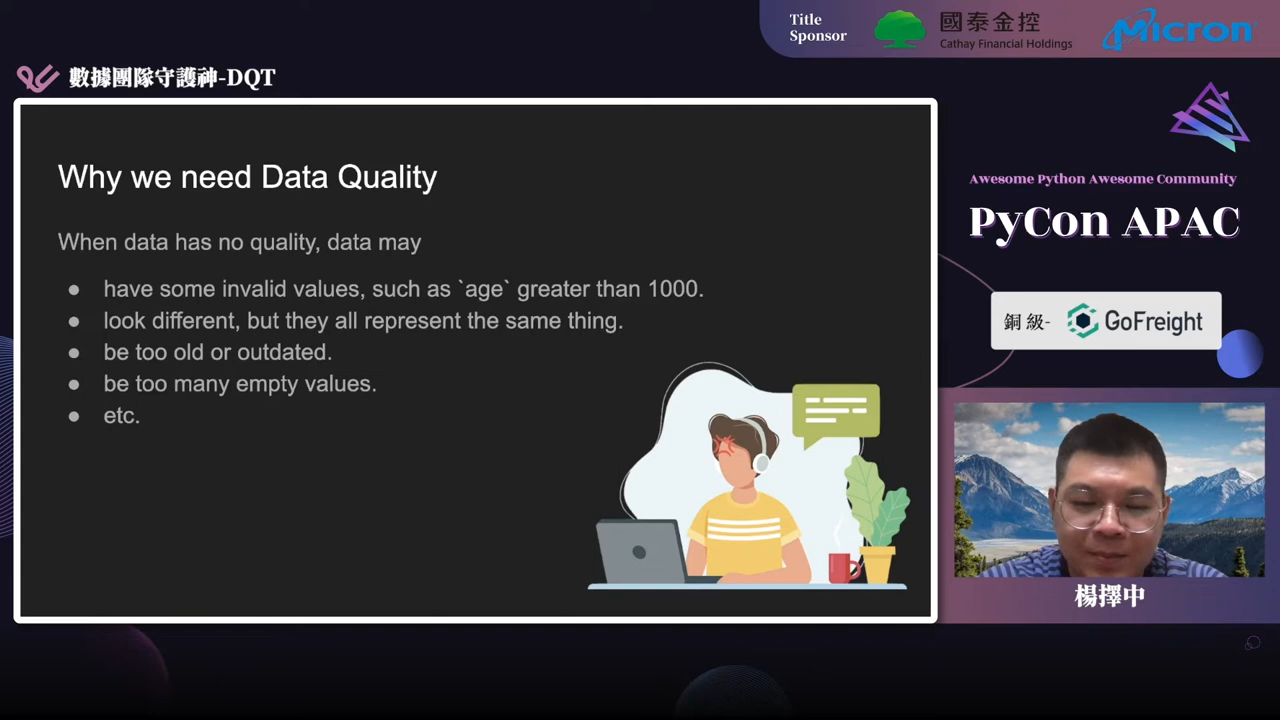 Title
Sponsor
國泰金控
Cathay Financial Holdings
Micron
數據團隊守護神-DQT
Why we need Data Quality
When data has no quality, data may
● have some invalid values, such as `age` greater than 1000.
● look different, but they all represent the same thing.
● be too old or outdated.
● be too many empty values.
● etc.
Awesome Python Awesome Community
PyCon APAC
銅級- GoFreight
楊擇中